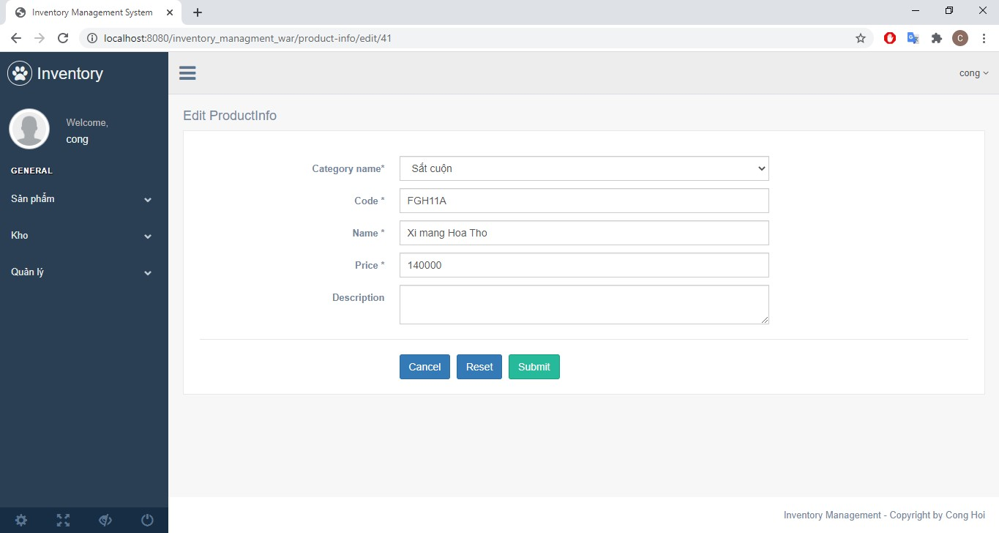 Inventory Management System
localhost:8080/inventory_managment_war/product-info/edit/41
C
Inventory
cong
Welcome,
cong
GENERAL
Sản phẩm
Kho
Quản lý
Edit ProductInfo
Category name*
Sắt cuộn
Code *
FGH11A
Name *
Xi mang Hoa Tho
Price *
140000
Description
Cancel
Reset
Submit
Inventory Management - Copyright by Cong Hoi